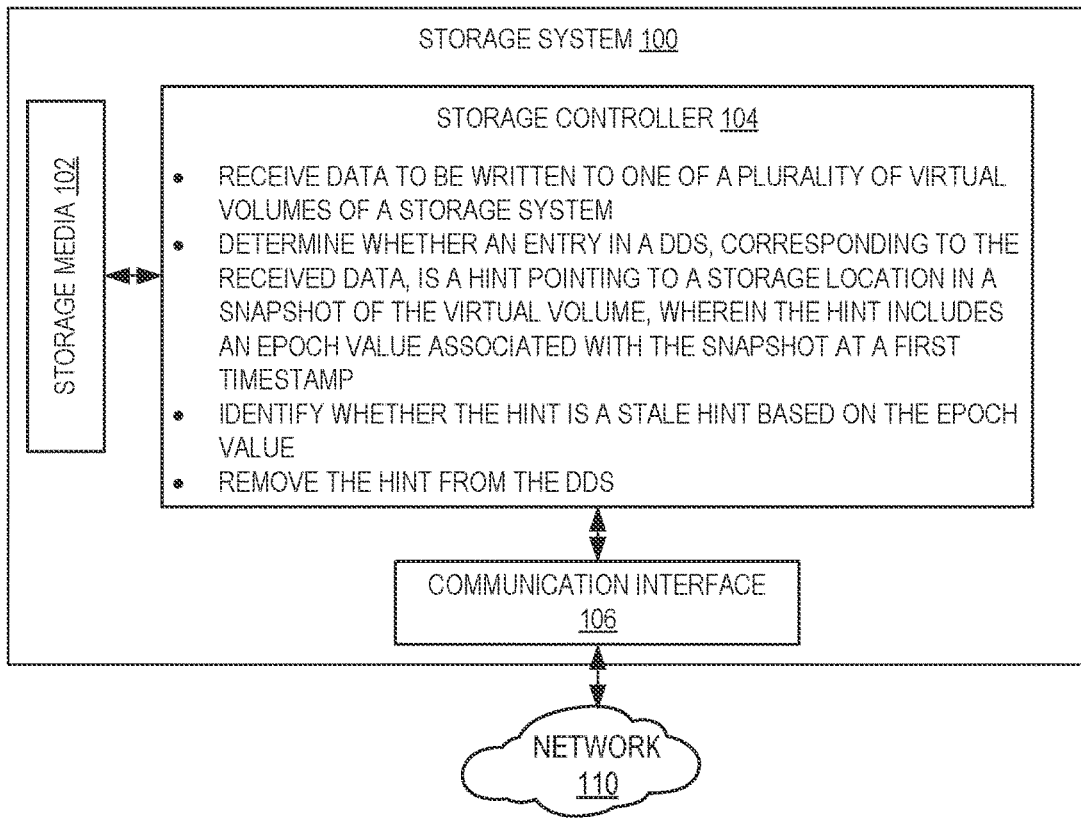 STORAGE SYSTEM 100
STORAGE MEDIA 102
STORAGE CONTROLLER 104
• RECEIVE DATA TO BE WRITTEN TO ONE OF A PLURALITY OF VIRTUAL
VOLUMES OF A STORAGE SYSTEM
• DETERMINE WHETHER AN ENTRY IN A DDS, CORRESPONDING TO THE
RECEIVED DATA, IS A HINT POINTING TO A STORAGE LOCATION IN A
SNAPSHOT OF THE VIRTUAL VOLUME, WHEREIN THE HINT INCLUDES
AN EPOCH VALUE ASSOCIATED WITH THE SNAPSHOT AT A FIRST
TIMESTAMP
• IDENTIFY WHETHER THE HINT IS A STALE HINT BASED ON THE EPOCH
VALUE
• REMOVE THE HINT FROM THE DDS
COMMUNICATION INTERFACE
106
NETWORK
110